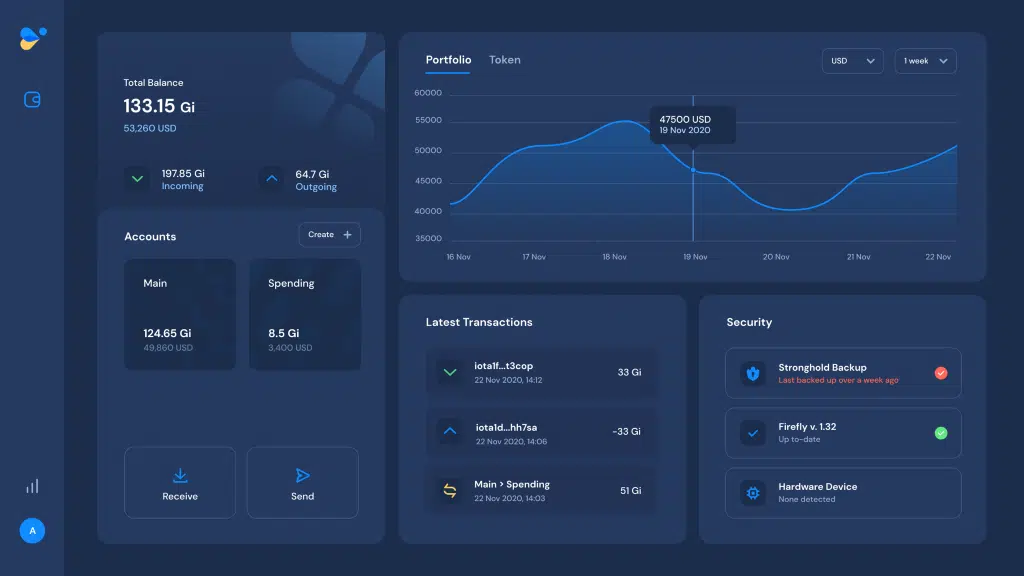 Total Balance
133.15 Gi
53,260 USD
197.85 Gi
Incoming
64.7 Gi
Outgoing
Accounts
Create +
Main
124.65 Gi
49,860 USD
Spending
8.5 Gi
3,400 USD
Receive
Send
A
Portfolio Token
USD
1 week
60000
55000
50000
45000
40000
35000
47500 USD
19 Nov 2020
16 Nov 17 Nov 18 Nov 19 Nov 20 Nov 21 Nov 22 Nov
Latest Transactions
iota1f...t3cop
22 Nov 2020, 14:12
33 Gi
iota1d...hh7sa
22 Nov 2020, 14:06
-33 Gi
Main > Spending
22 Nov 2020, 14:03
51 Gi
Security
Stronghold Backup
Last backed up over a week ago
Firefly v. 1.32
Up to-date
Hardware Device
None detected